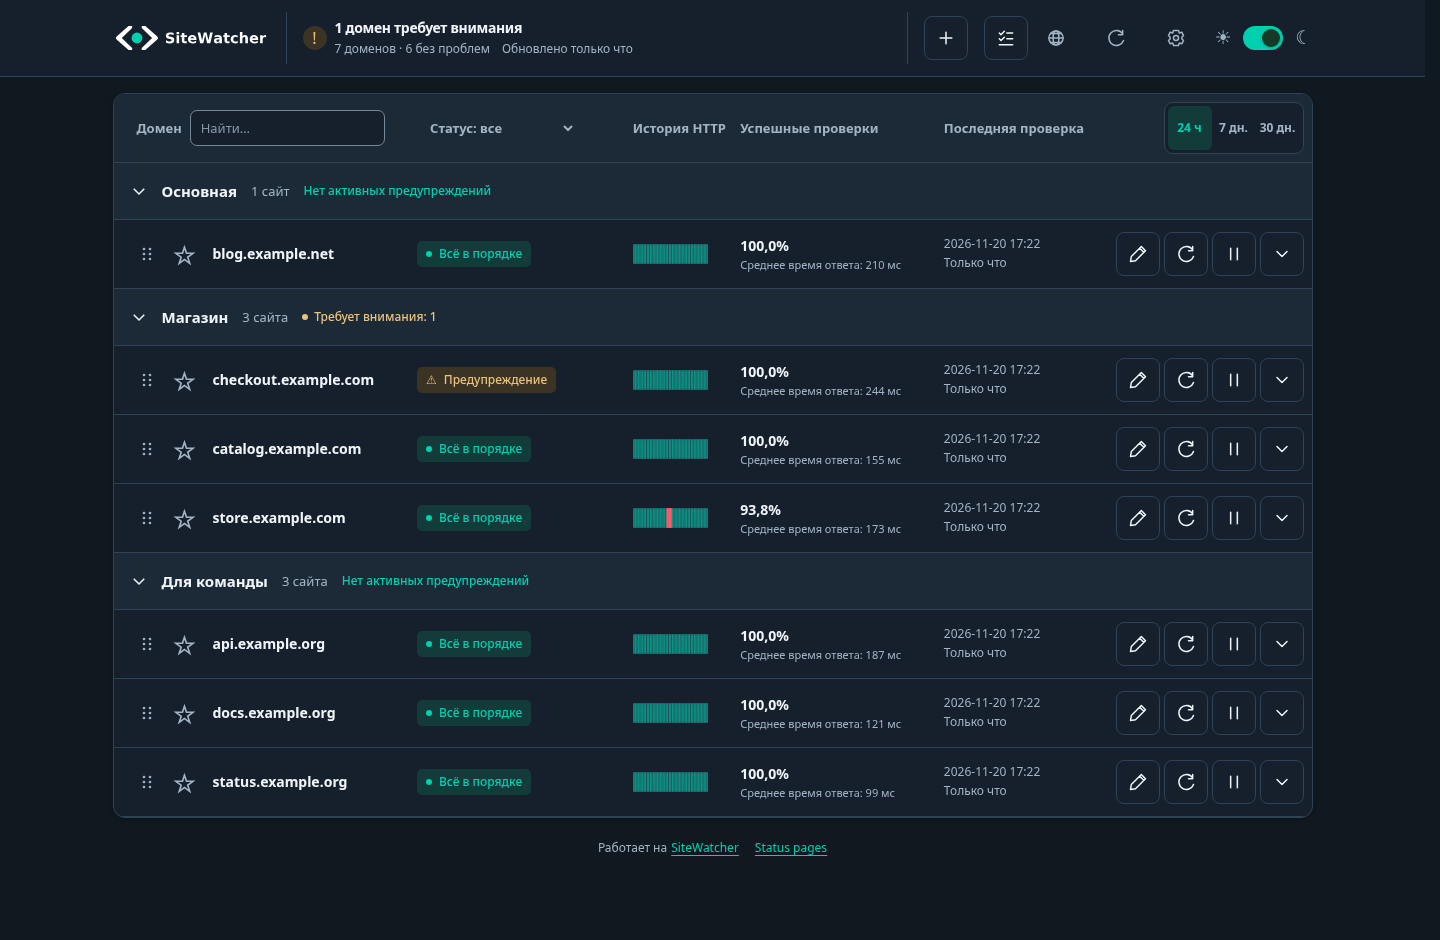 SiteWatcher
! 1 домен требует внимания
7 доменов · 6 без проблем Обновлено только что
Домен Найти... Статус: все История HTTP Успешные проверки Последняя проверка 24 ч 7 дн. 30 дн.
Основная 1 сайт Нет активных предупреждений
blog.example.net Всё в порядке 100,0% 2026-11-20 17:22
Среднее время ответа: 210 мс Только что
Магазин 3 сайта Требует внимания: 1
checkout.example.com Предупреждение 100,0% 2026-11-20 17:22
Среднее время ответа: 244 мс Только что
catalog.example.com Всё в порядке 100,0% 2026-11-20 17:22
Среднее время ответа: 155 мс Только что
store.example.com Всё в порядке 93,8% 2026-11-20 17:22
Среднее время ответа: 173 мс Только что
Для команды 3 сайта Нет активных предупреждений
api.example.org Всё в порядке 100,0% 2026-11-20 17:22
Среднее время ответа: 187 мс Только что
docs.example.org Всё в порядке 100,0% 2026-11-20 17:22
Среднее время ответа: 121 мс Только что
status.example.org Всё в порядке 100,0% 2026-11-20 17:22
Среднее время ответа: 99 мс Только что
Работает на SiteWatcher Status pages